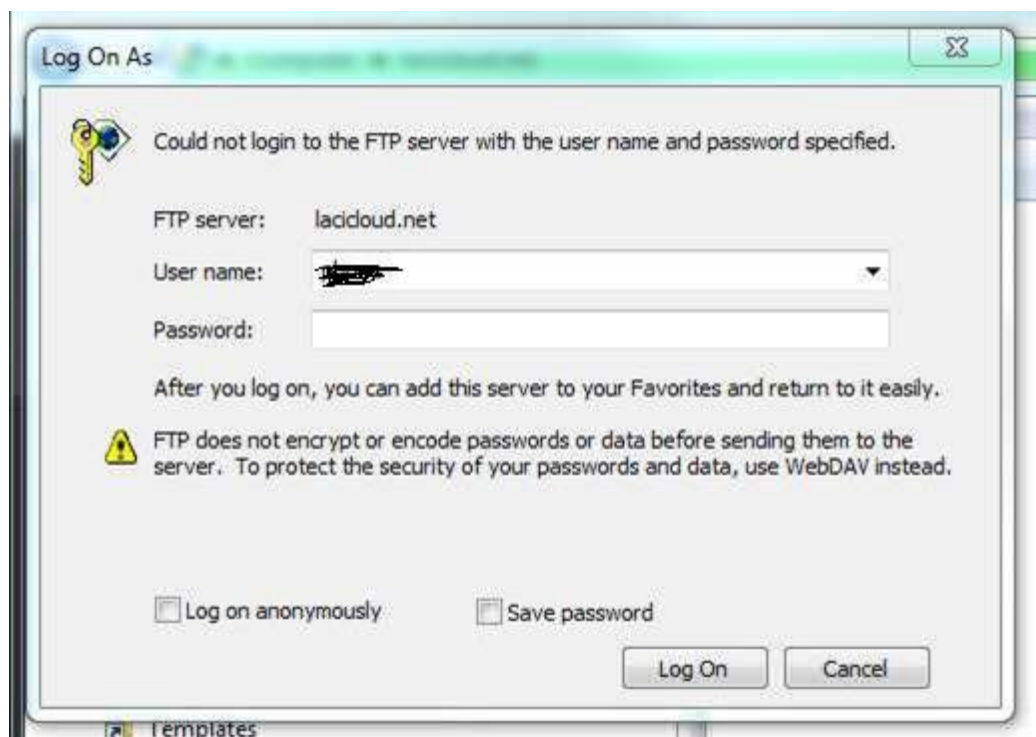 Log On As
Could not login to the FTP server with the user name and password specified.
FTP server: lacicloud.net
User name:
Password:
After you log on, you can add this server to your Favorites and return to it easily.
FTP does not encrypt or encode passwords or data before sending them to the
server. To protect the security of your passwords and data, use WebDAV instead.
Log on anonymously Save password
Log On Cancel
Templates